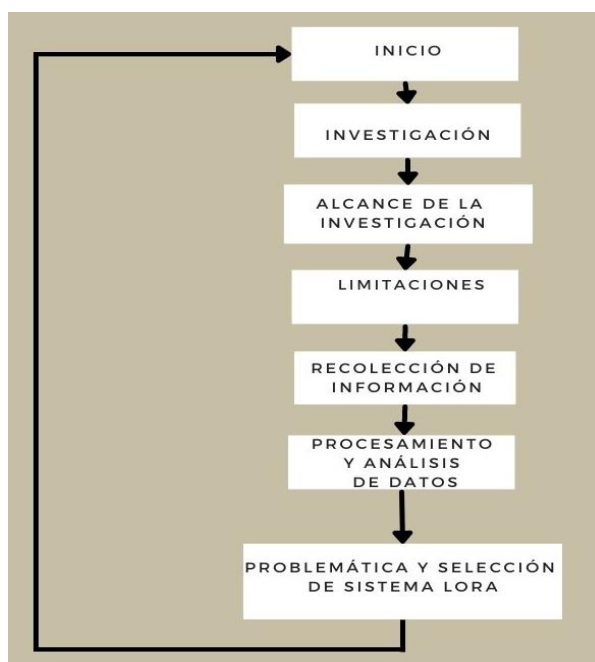 INICIO
INVESTIGACIÓN
ALCANCE DE LA
INVESTIGACIÓN
LIMITACIONES
RECOLECCIÓN DE
INFORMACIÓN
PROCESAMIENTO
Y ANÁLISIS
DE DATOS
PROBLEMÁTICA Y SELECCIÓN
DE SISTEMA LORA